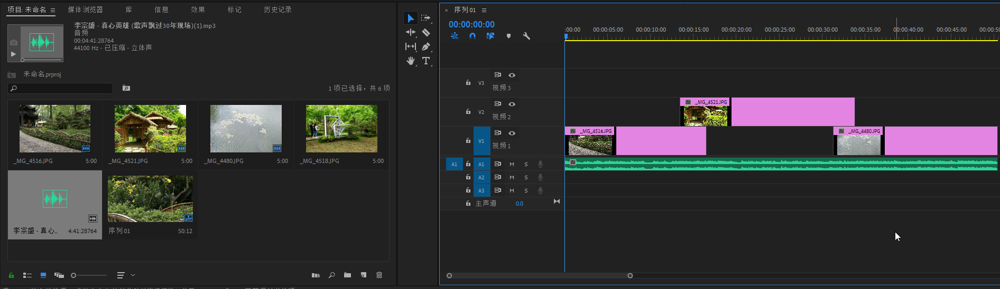 项目: 未命名
媒体浏览器
库
信息
效果
标记
历史记录
李宗盛 - 真心英雄 (歌声飘过30年现场)(1).mp3
音频
00:04:41:28764
44100 Hz - 已压缩 - 立体声
未命名.prproj
1 项已选择，共 6 项
_MG_4516.JPG 5:00
_MG_4521.JPG 5:00
_MG_4480.JPG 5:00
_MG_4518.JPG 5:00
李宗盛 - 真心... 4:41:28764
序列 01 50:12
T
× 序列 01
00:00:00:00
:00:00 00:00:05:00 00:00:10:00 00:00:15:00 00:00:20:00 00:00:25:00 00:00:30:00 00:00:35:00 00:00:40:00 00:00:45:00 00:00:50
V3 视频 3
V2 视频 2
_MG_4521.JPG
V1 视频 1
_MG_4516.JPG
_MG_4480.JPG
A1 A1 M S
A2 M S
A3 M S
主声道 0.0